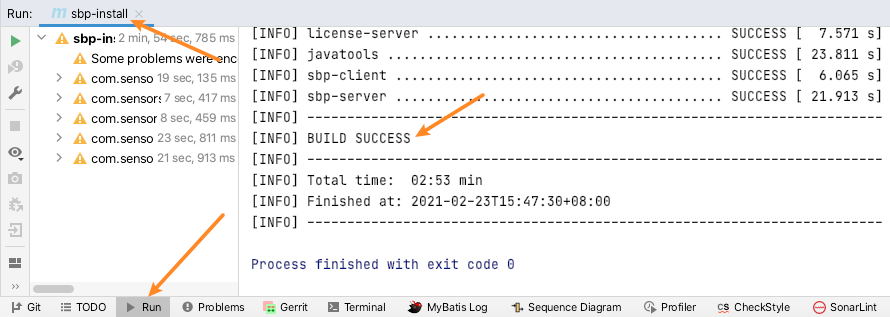 Run: sbp-install
sbp-in: 2 min, 54 sec, 785 ms
Some problems were enc
com.senso 19 sec, 135 ms
com.sensors 7 sec, 417 ms
com.sensor 8 sec, 459 ms
com.senso 23 sec, 811 ms
com.senso 21 sec, 913 ms
[INFO] license-server ..................................... SUCCESS [  7.571 s]
[INFO] javatools .......................................... SUCCESS [ 23.811 s]
[INFO] sbp-client ......................................... SUCCESS [  6.065 s]
[INFO] sbp-server ......................................... SUCCESS [ 21.913 s]
[INFO] ------------------------------------------------------------------------
[INFO] BUILD SUCCESS
[INFO] ------------------------------------------------------------------------
[INFO] Total time:  02:53 min
[INFO] Finished at: 2021-02-23T15:47:30+08:00
[INFO] ------------------------------------------------------------------------
Process finished with exit code 0
Git TODO Run Problems Gerrit Terminal MyBatis Log Sequence Diagram Profiler CheckStyle SonarLint